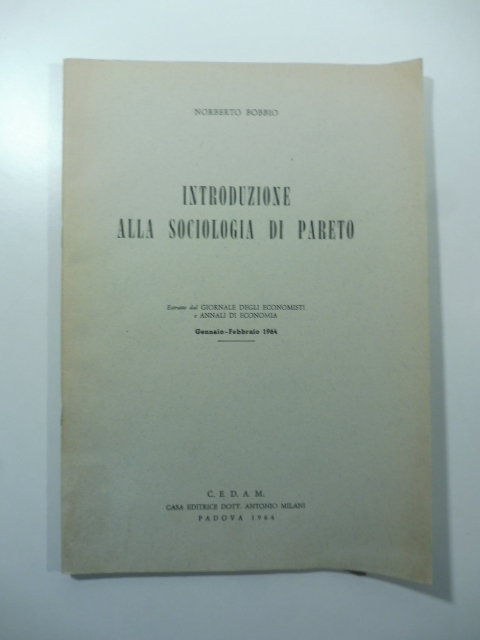 NORBERTO BOBBIO
INTRODUZIONE
ALLA SOCIOLOGIA DI PARETO
Estratto dal GIORNALE DEGLI ECONOMISTI
e ANNALI DI ECONOMIA
Gennaio-Febbraio 1964
C. E. D. A. M.
CASA EDITRICE DOTT. ANTONIO MILANI
PADOVA 1964